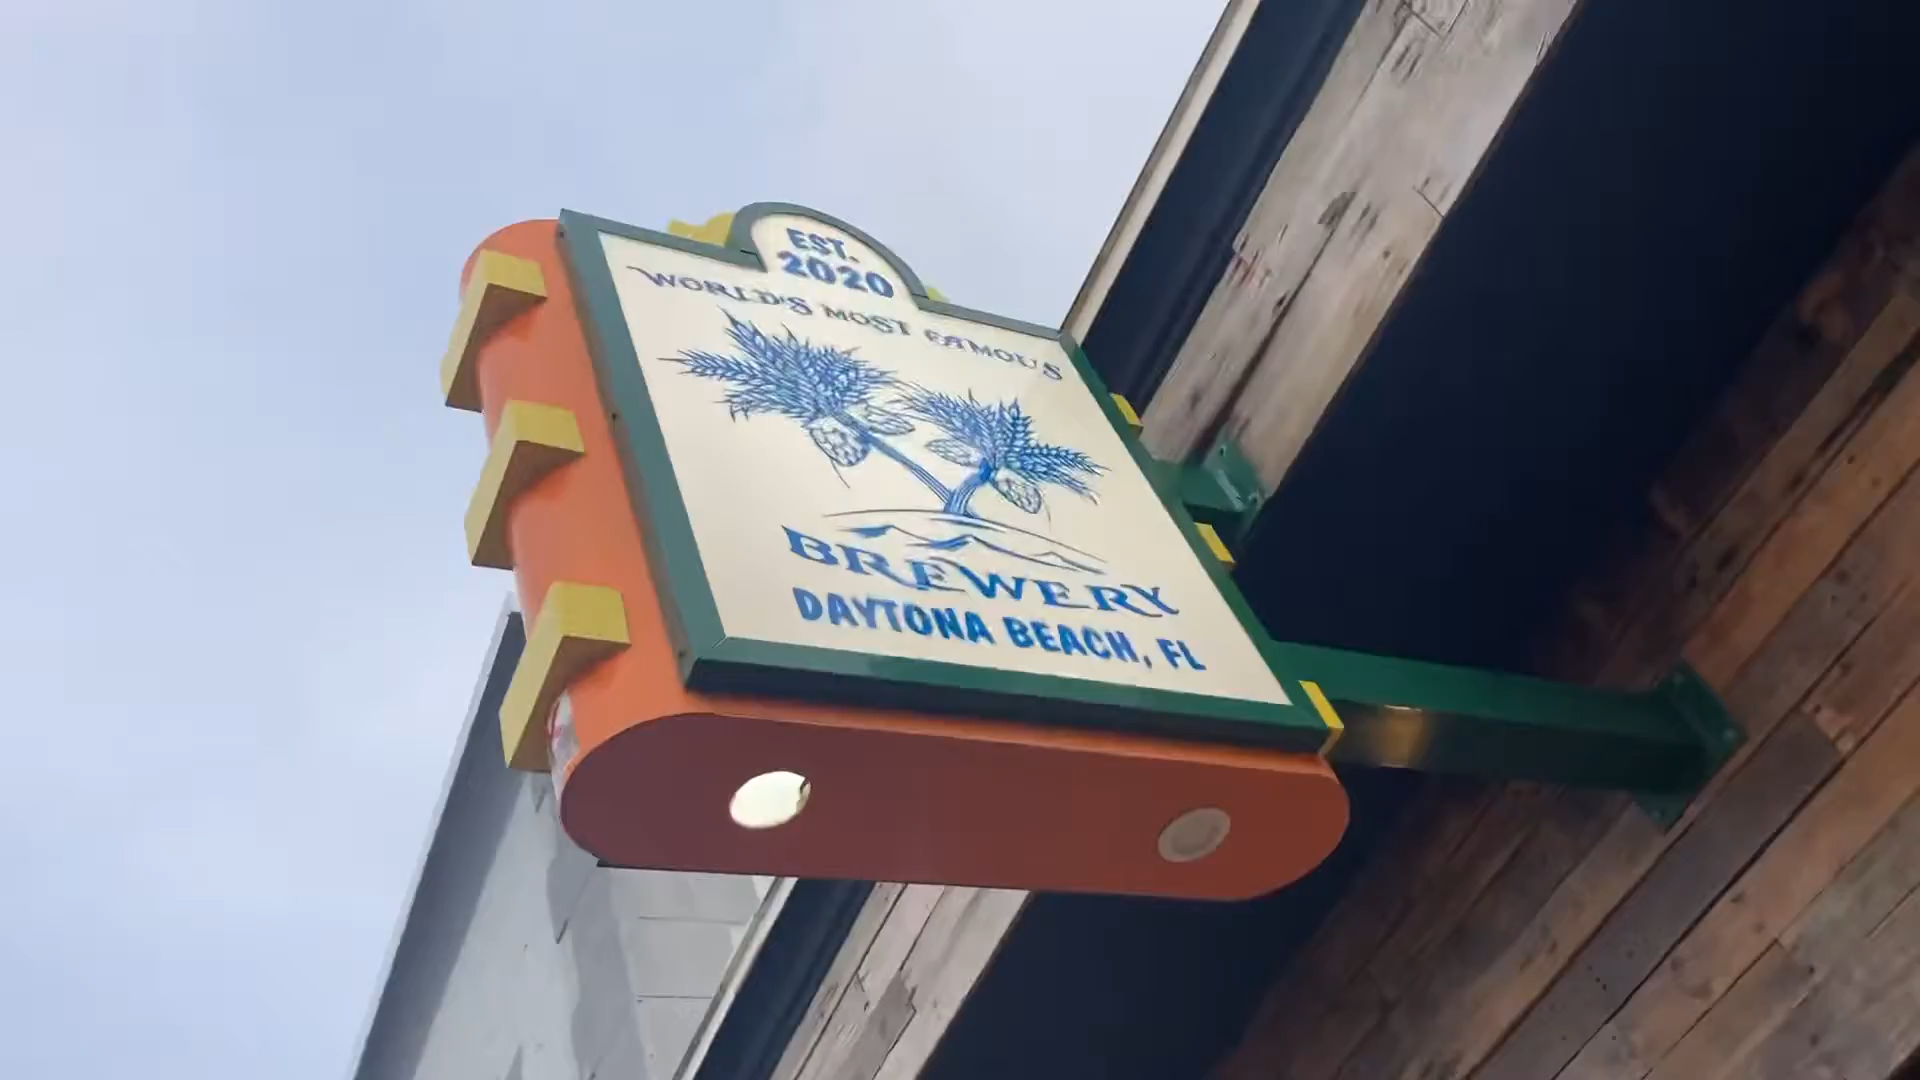 EST.
2020
WORLD'S MOST FAMOUS
BREWERY
DAYTONA BEACH, FL